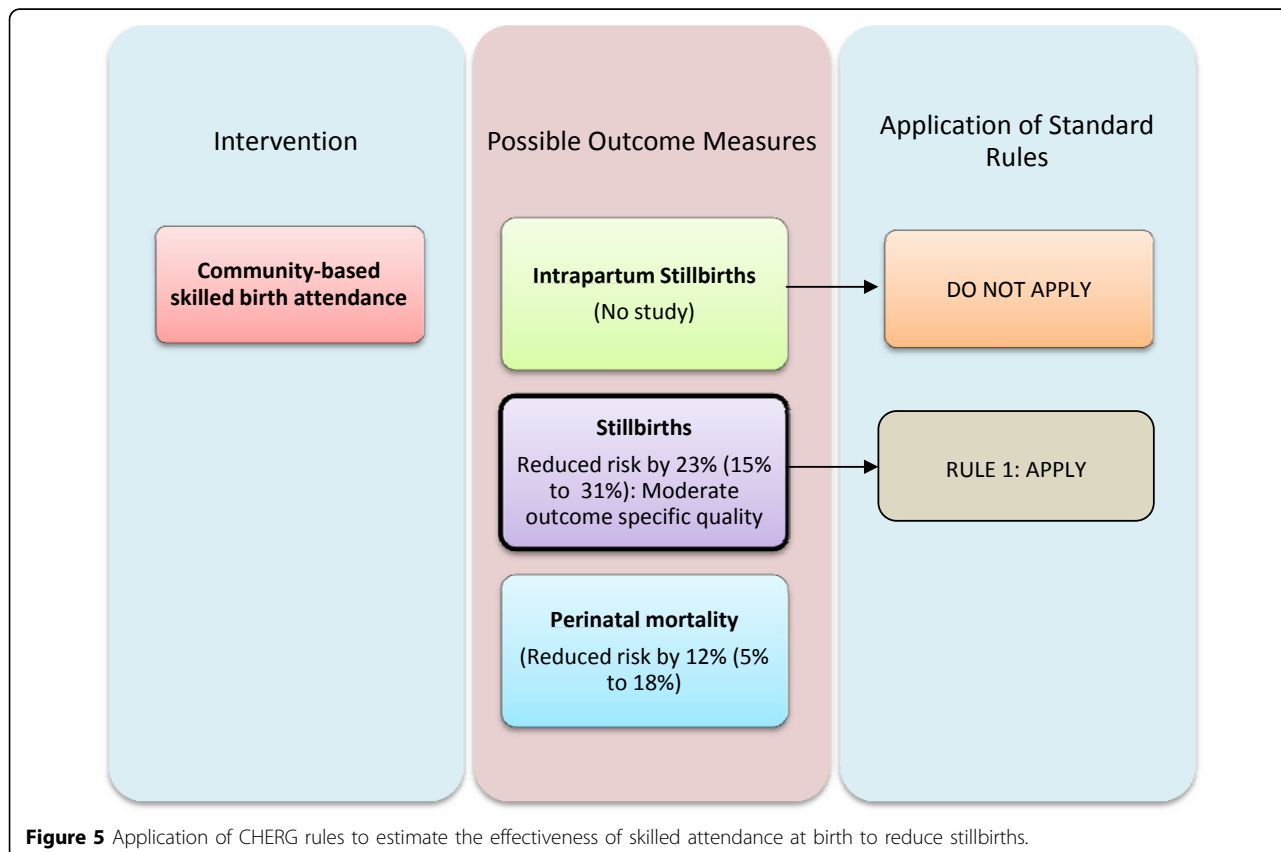 Intervention
Community-based
skilled birth attendance
Possible Outcome Measures
Intrapartum Stillbirths
(No study)
Stillbirths
Reduced risk by 23% (15%
to 31%): Moderate
outcome specific quality
Perinatal mortality
(Reduced risk by 12% (5%
to 18%)
Application of Standard
Rules
DO NOT APPLY
RULE 1: APPLY
Figure 5 Application of CHERG rules to estimate the effectiveness of skilled attendance at birth to reduce stillbirths.